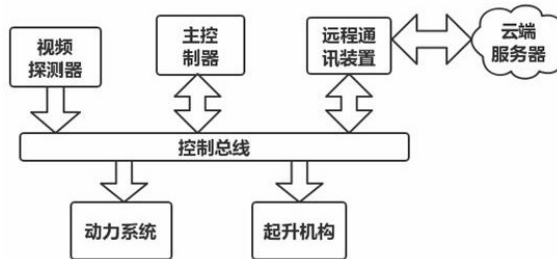 视频
探测器
主控
制器
远程通
讯装置
云端
服务器
控制总线
动力系统
起升机构